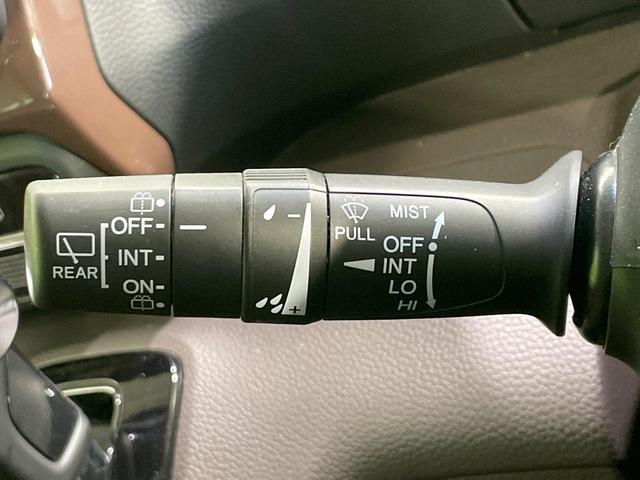 OFF
INT
ON
REAR
-
+
PULL
MIST
OFF
INT
LO
HI